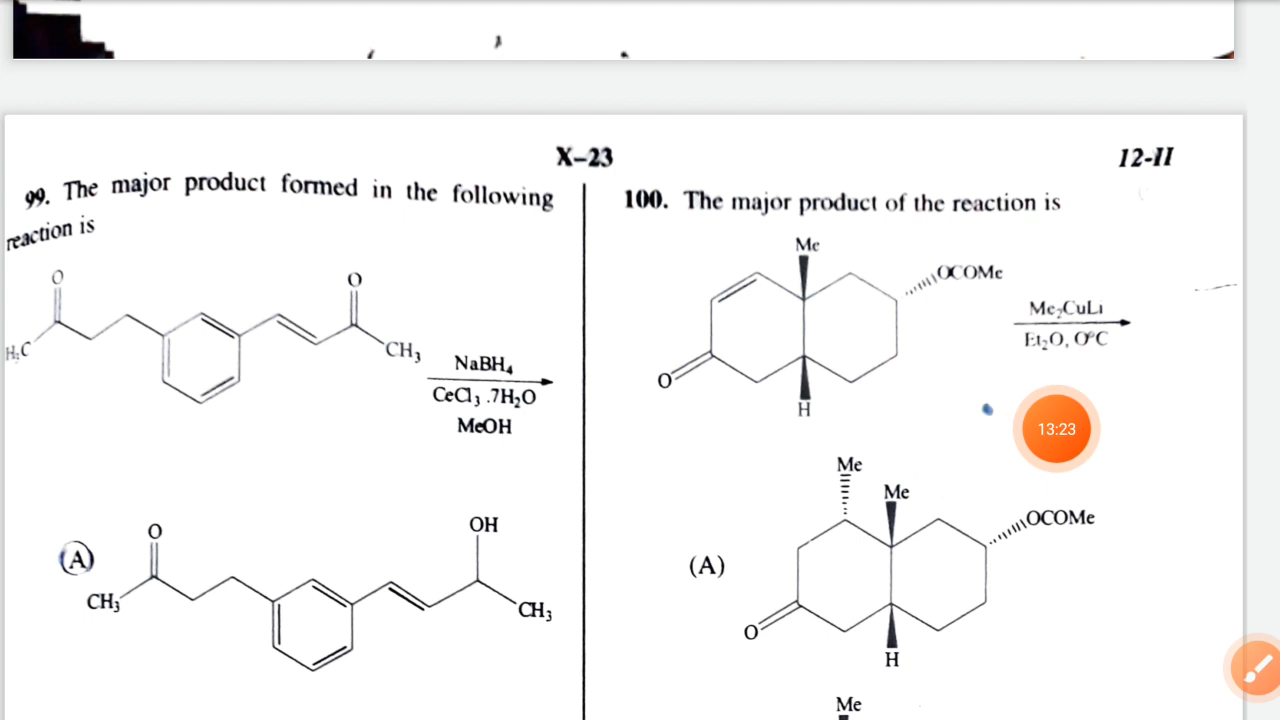 X–23
12-II
99. The major product formed in the following
reaction is
O
O
H₃C
CH₃
NaBH₄
CeCl₃ .7H₂O
MeOH
(A)
O
OH
CH₃
CH₃
100. The major product of the reaction is
Me
OCOMe
O
H
Me₂CuLi
Et₂O, 0°C
13:23
(A)
Me
Me
OCOMe
O
H
Me